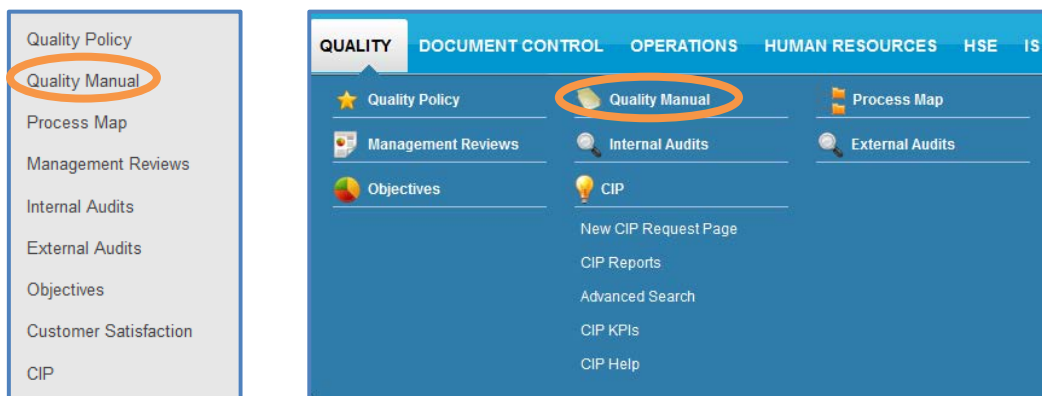 Quality Policy
Quality Manual
Process Map
Management Reviews
Internal Audits
External Audits
Objectives
Customer Satisfaction
CIP
QUALITY DOCUMENT CONTROL OPERATIONS HUMAN RESOURCES HSE IS
Quality Policy Quality Manual Process Map
Management Reviews Internal Audits External Audits
Objectives CIP
New CIP Request Page
CIP Reports
Advanced Search
CIP KPIs
CIP Help